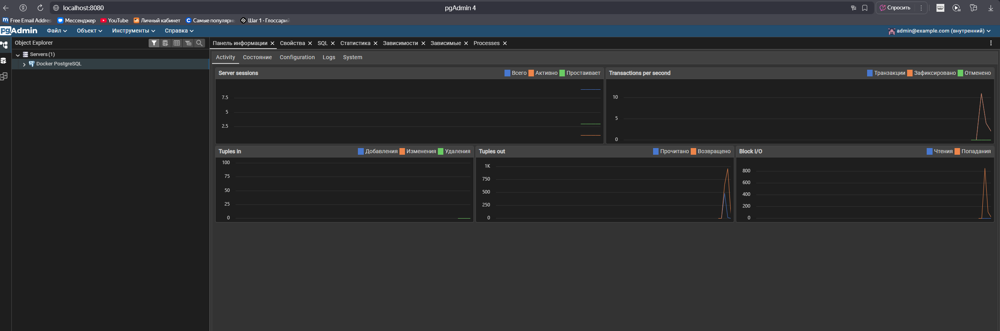 localhost:8080
pgAdmin 4
Спросить
Free Email Addres
Мессенджер
YouTube
Личный кабинет
Самые популярн
Шаг 1 · Глоссарий
pgAdmin
Файл
Объект
Инструменты
Справка
admin@example.com (внутренний)
Object Explorer
Servers (1)
Docker PostgreSQL
Панель информации
Свойства
SQL
Статистика
Зависимости
Зависимые
Processes
Activity
Состояние
Configuration
Logs
System
Server sessions
Всего
Активно
Простаивает
7.5
5
2.5
Transactions per second
Транзакции
Зафиксировано
Отменено
10
5
0
Tuples in
Добавления
Изменения
Удаления
100
75
50
25
0
Tuples out
Прочитано
Возвращено
1K
750
500
250
0
Block I/O
Чтения
Попадания
800
600
400
200
0